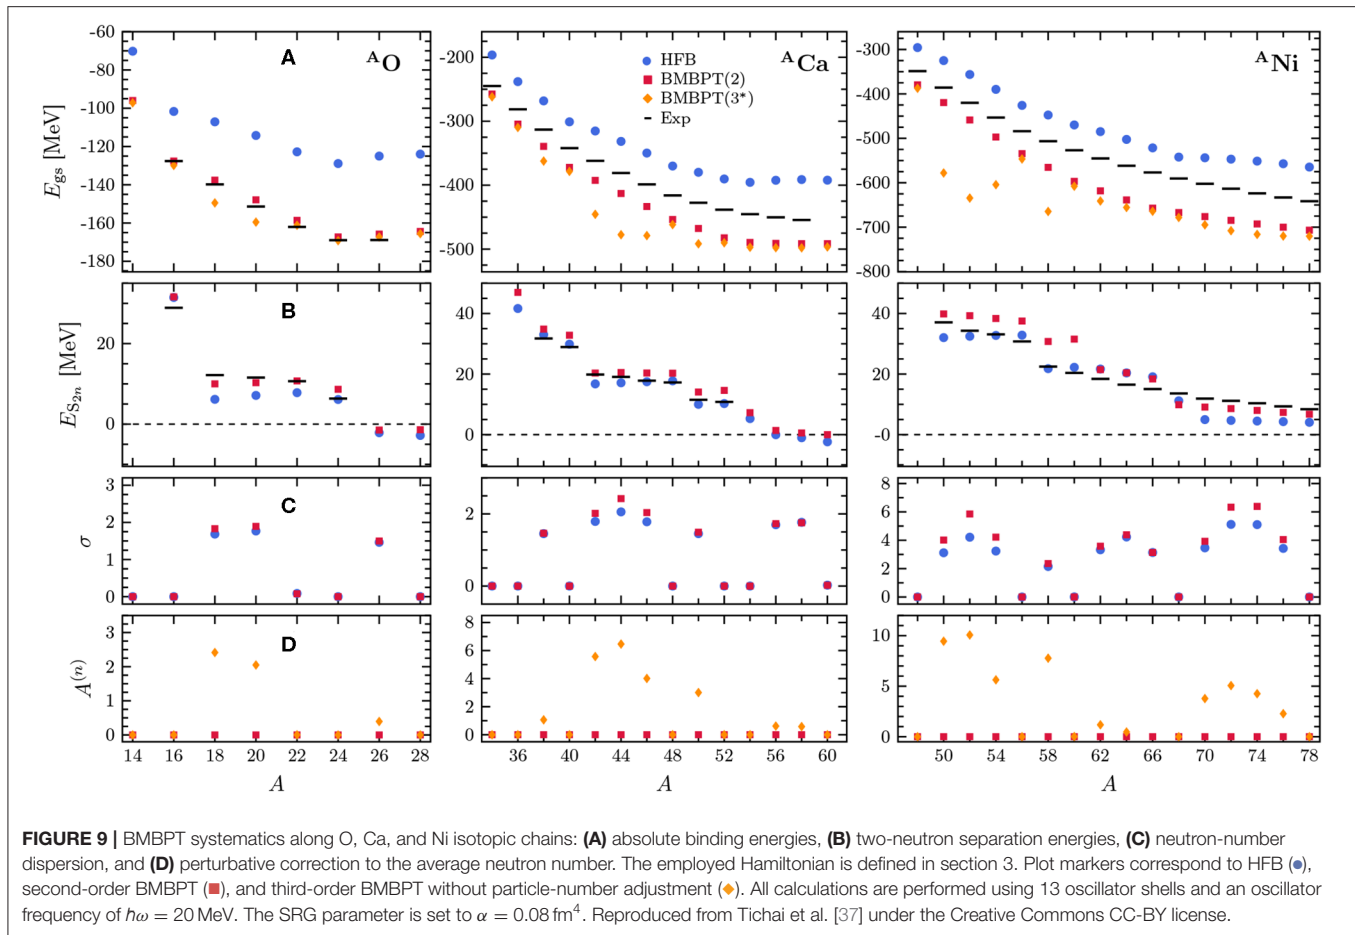 A
ᴬO
ᴬCa
ᴬNi
HFB
BMBPT(2)
BMBPT(3*)
Exp
E_gs [MeV]
-60
-80
-100
-120
-140
-160
-180
-200
-300
-400
-500
-300
-400
-500
-600
-700
-800
B
E_S₂ₙ [MeV]
20
0
40
20
0
40
20
-0
C
σ
3
2
1
0
2
0
8
6
4
2
0
D
A⁽ⁿ⁾
3
2
1
0
8
6
4
2
0
10
5
0
14 16 18 20 22 24 26 28
36 40 44 48 52 56 60
50 54 58 62 66 70 74 78
A
A
A
FIGURE 9 | BMBPT systematics along O, Ca, and Ni isotopic chains: (A) absolute binding energies, (B) two-neutron separation energies, (C) neutron-number
dispersion, and (D) perturbative correction to the average neutron number. The employed Hamiltonian is defined in section 3. Plot markers correspond to HFB (●),
second-order BMBPT (■), and third-order BMBPT without particle-number adjustment (◆). All calculations are performed using 13 oscillator shells and an oscillator
frequency of ħω = 20 MeV. The SRG parameter is set to α = 0.08 fm⁴. Reproduced from Tichai et al. [37] under the Creative Commons CC-BY license.